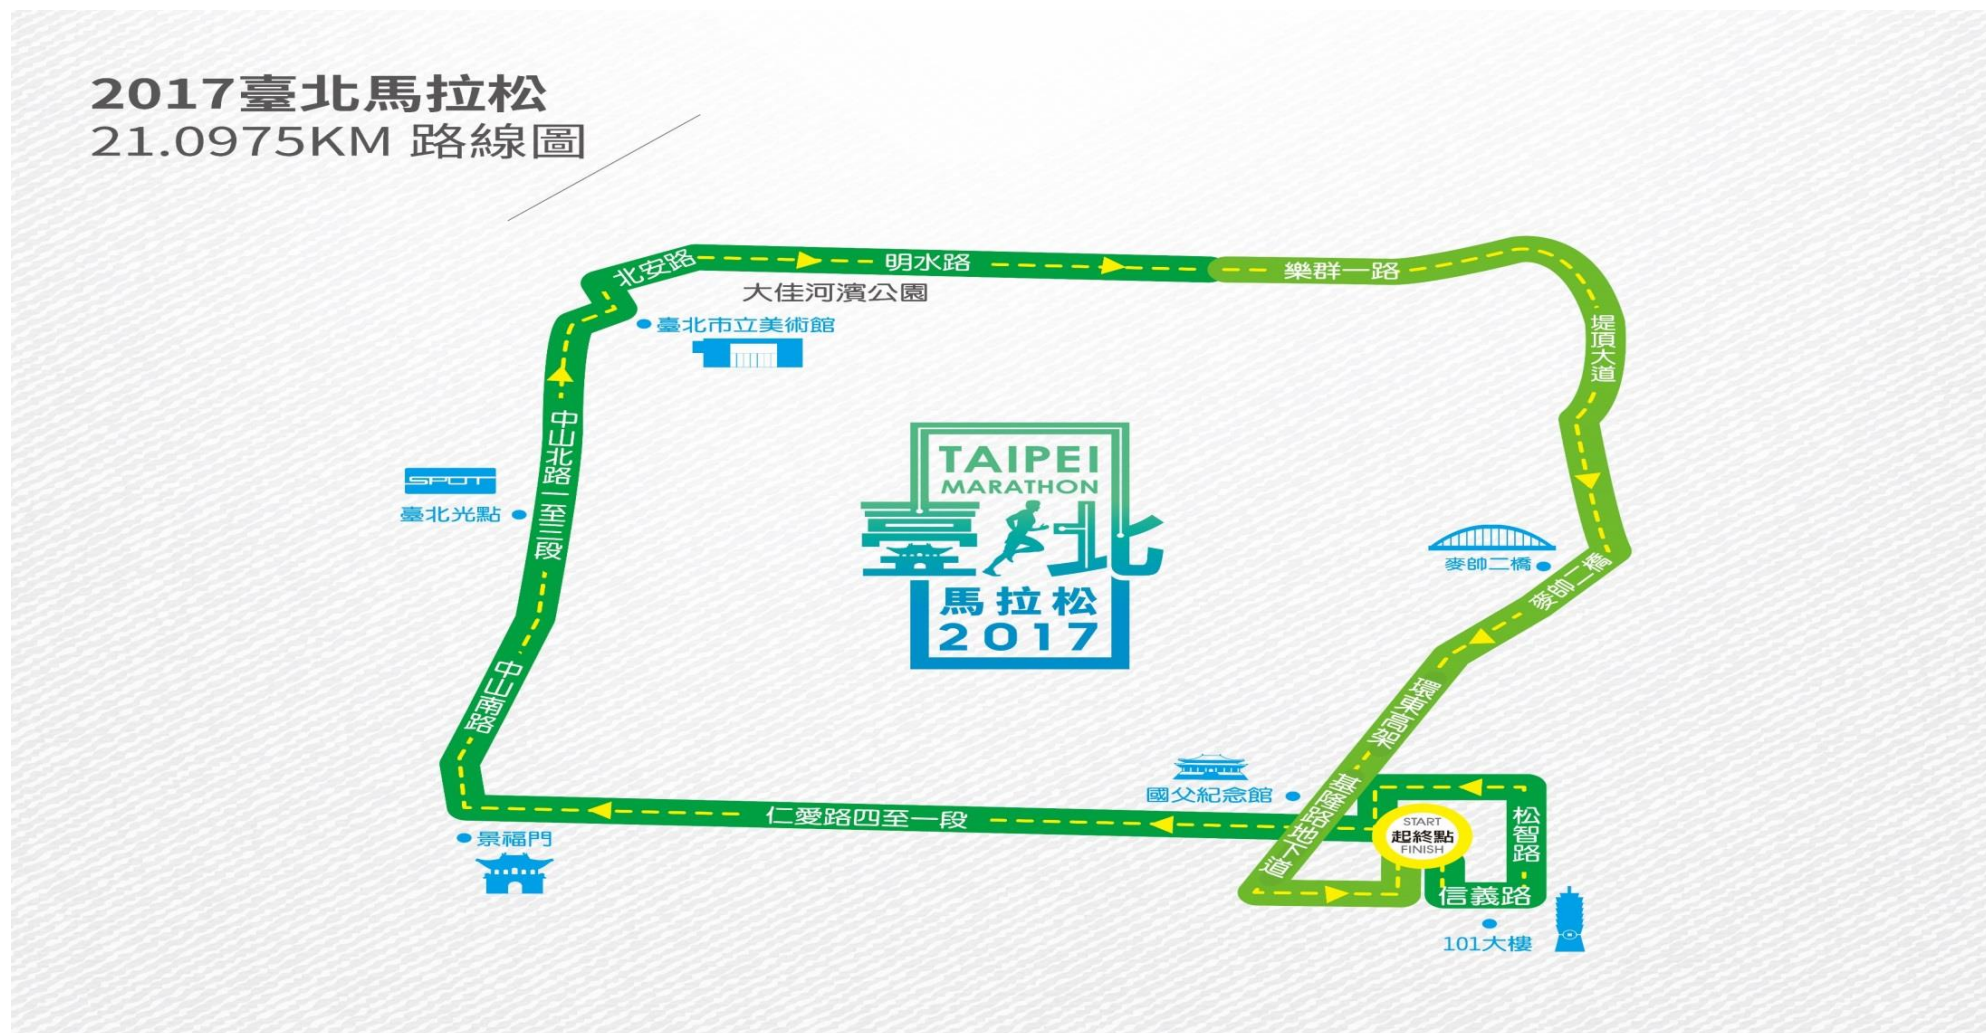 2017臺北馬拉松
21.0975KM 路線圖
北安路
明水路
樂群一路
大佳河濱公園
臺北市立美術館
堤頂大道
中山北路一至三段
SPOT
臺北光點
TAIPEI
MARATHON
臺北
馬拉松
2017
麥帥二橋
麥帥二橋
中山南路
環東高架
國父紀念館
基隆路地下道
仁愛路四至一段
START
起終點
FINISH
松智路
景福門
信義路
101大樓